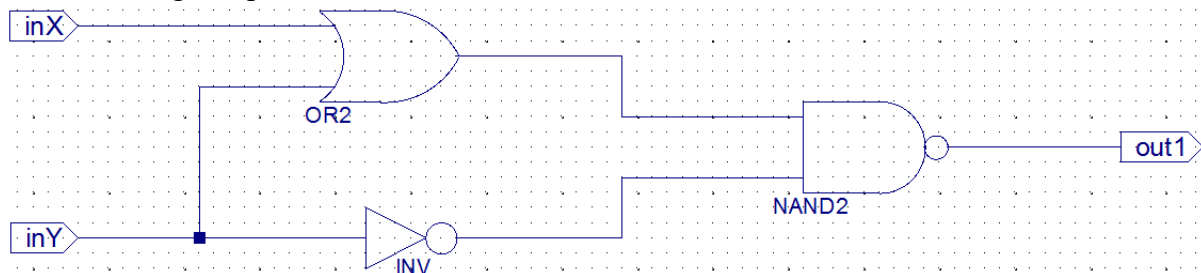 inX
OR2
NAND2
out1
inY
INV